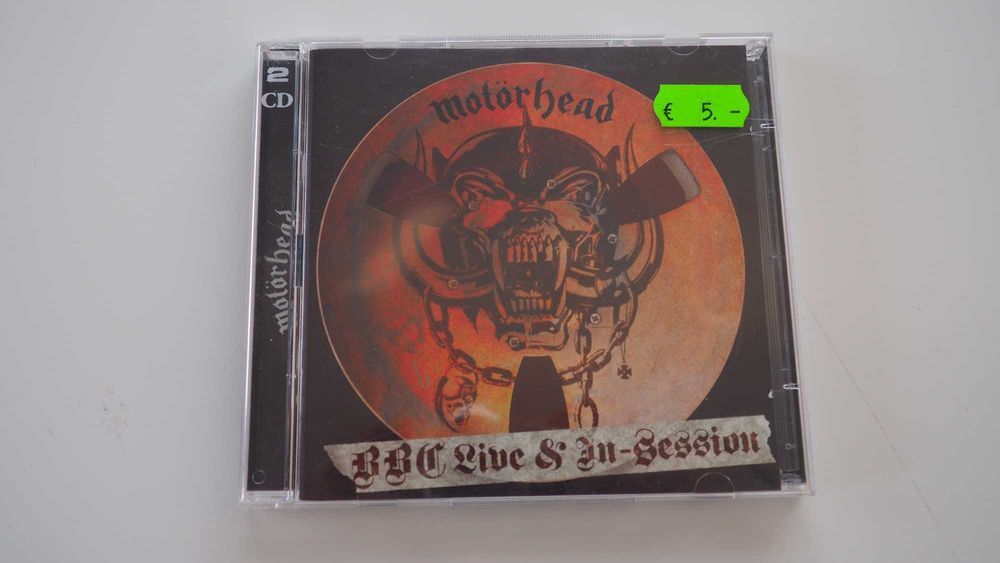 2
CD
motörhead
motörhead
€ 5. -
BBC Live & In-Session